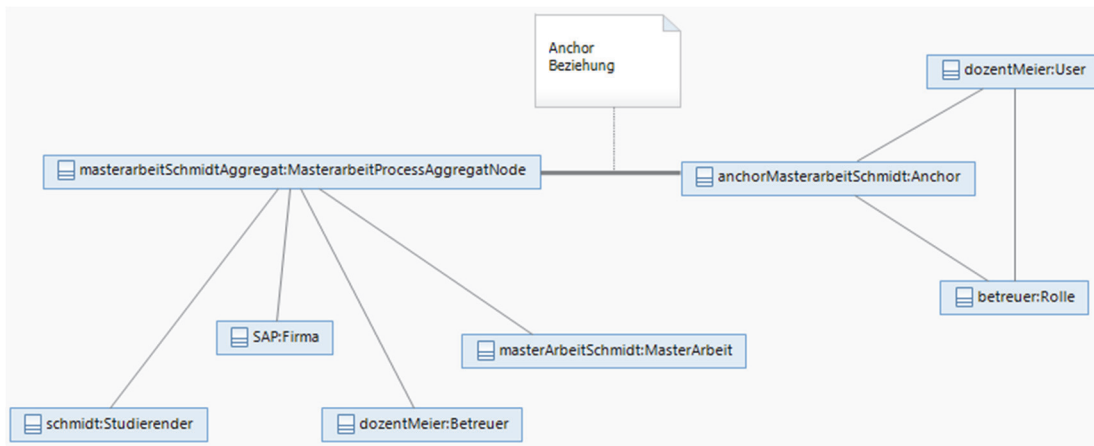 Anchor
Beziehung
dozentMeier:User
masterarbeitSchmidtAggregat:MasterarbeitProcessAggregatNode
anchorMasterarbeitSchmidt:Anchor
betreuer:Rolle
SAP:Firma
masterArbeitSchmidt:MasterArbeit
schmidt:Studierender
dozentMeier:Betreuer